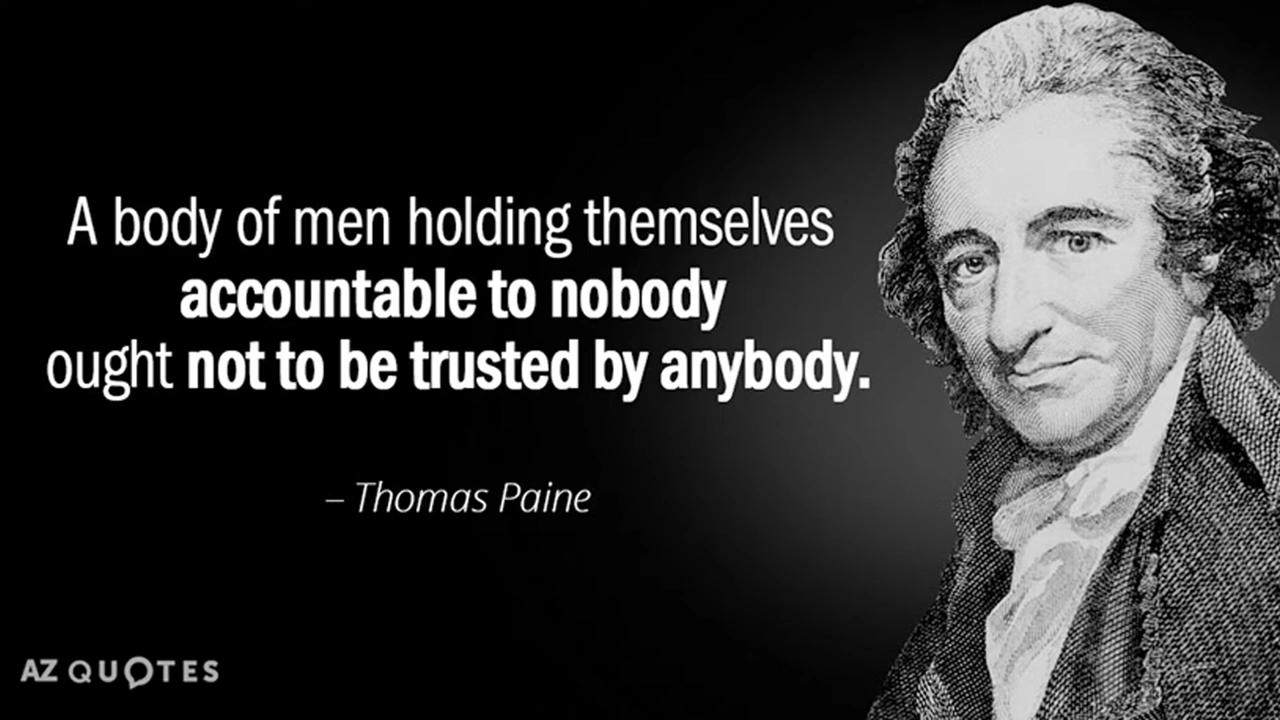 A body of men holding themselves
accountable to nobody
ought not to be trusted by anybody.
– Thomas Paine
AZ QUOTES